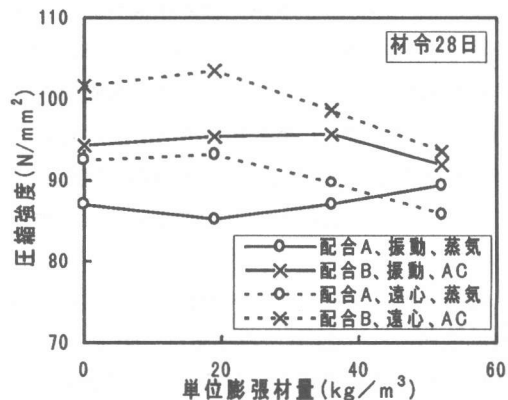 110
材令28日
100
90
80
70
圧縮強度(N/mm²)
配合A、振動、蒸気
配合B、振動、AC
配合A、遠心、蒸気
配合B、遠心、AC
0
20
40
60
単位膨張材量(kg/m³)